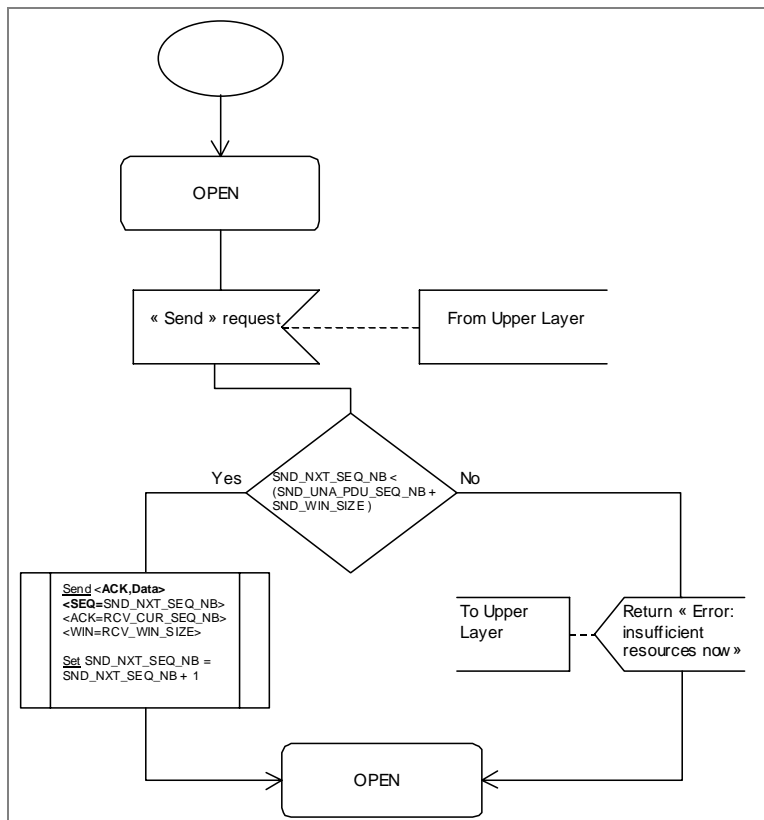 OPEN
« Send » request
From Upper Layer
Yes
SND_NXT_SEQ_NB <
(SND_UNA_PDU_SEQ_NB +
SND_WIN_SIZE )
No
Send <ACK,Data>
<SEQ=SND_NXT_SEQ_NB>
<ACK=RCV_CUR_SEQ_NB>
<WIN=RCV_WIN_SIZE>
Set SND_NXT_SEQ_NB =
SND_NXT_SEQ_NB + 1
To Upper
Layer
Return « Error:
insufficient
resources now »
OPEN